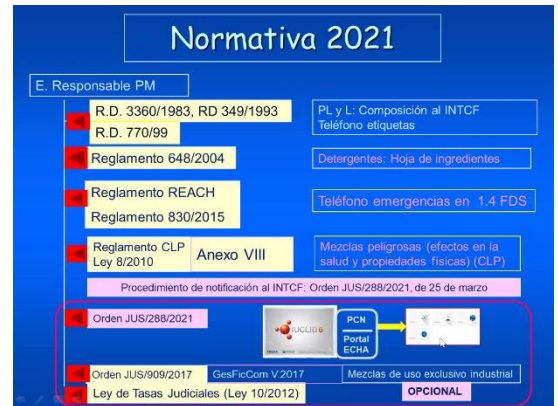 Normativa 2021
E. Responsable PM
R.D. 3360/1983, RD 349/1993
R.D. 770/99
PL y L: Composición al INTCF
Teléfono etiquetas
Reglamento 648/2004
Detergentes: Hoja de ingredientes
Reglamento REACH
Reglamento 830/2015
Teléfono emergencias en 1.4 FDS
Reglamento CLP
Ley 8/2010
Anexo VIII
Mezclas peligrosas (efectos en la
salud y propiedades físicas) (CLP)
Procedimiento de notificación al INTCF: Orden JUS/288/2021, de 25 de marzo
Orden JUS/288/2021
IUCLID 6
PCN
Portal
ECHA
Orden JUS/909/2017
GesFicCom V.2017
Mezclas de uso exclusivo industrial
Ley de Tasas Judiciales (Ley 10/2012)
OPCIONAL